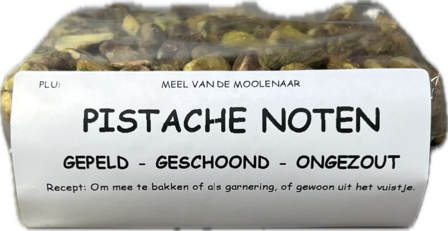 PLU: MEEL VAN DE MOOLENAAR
PISTACHE NOTEN
GEPELD - GESCHOOND - ONGEZOUT
Recept: Om mee te bakken of als garnering, of gewoon uit het vuistje.